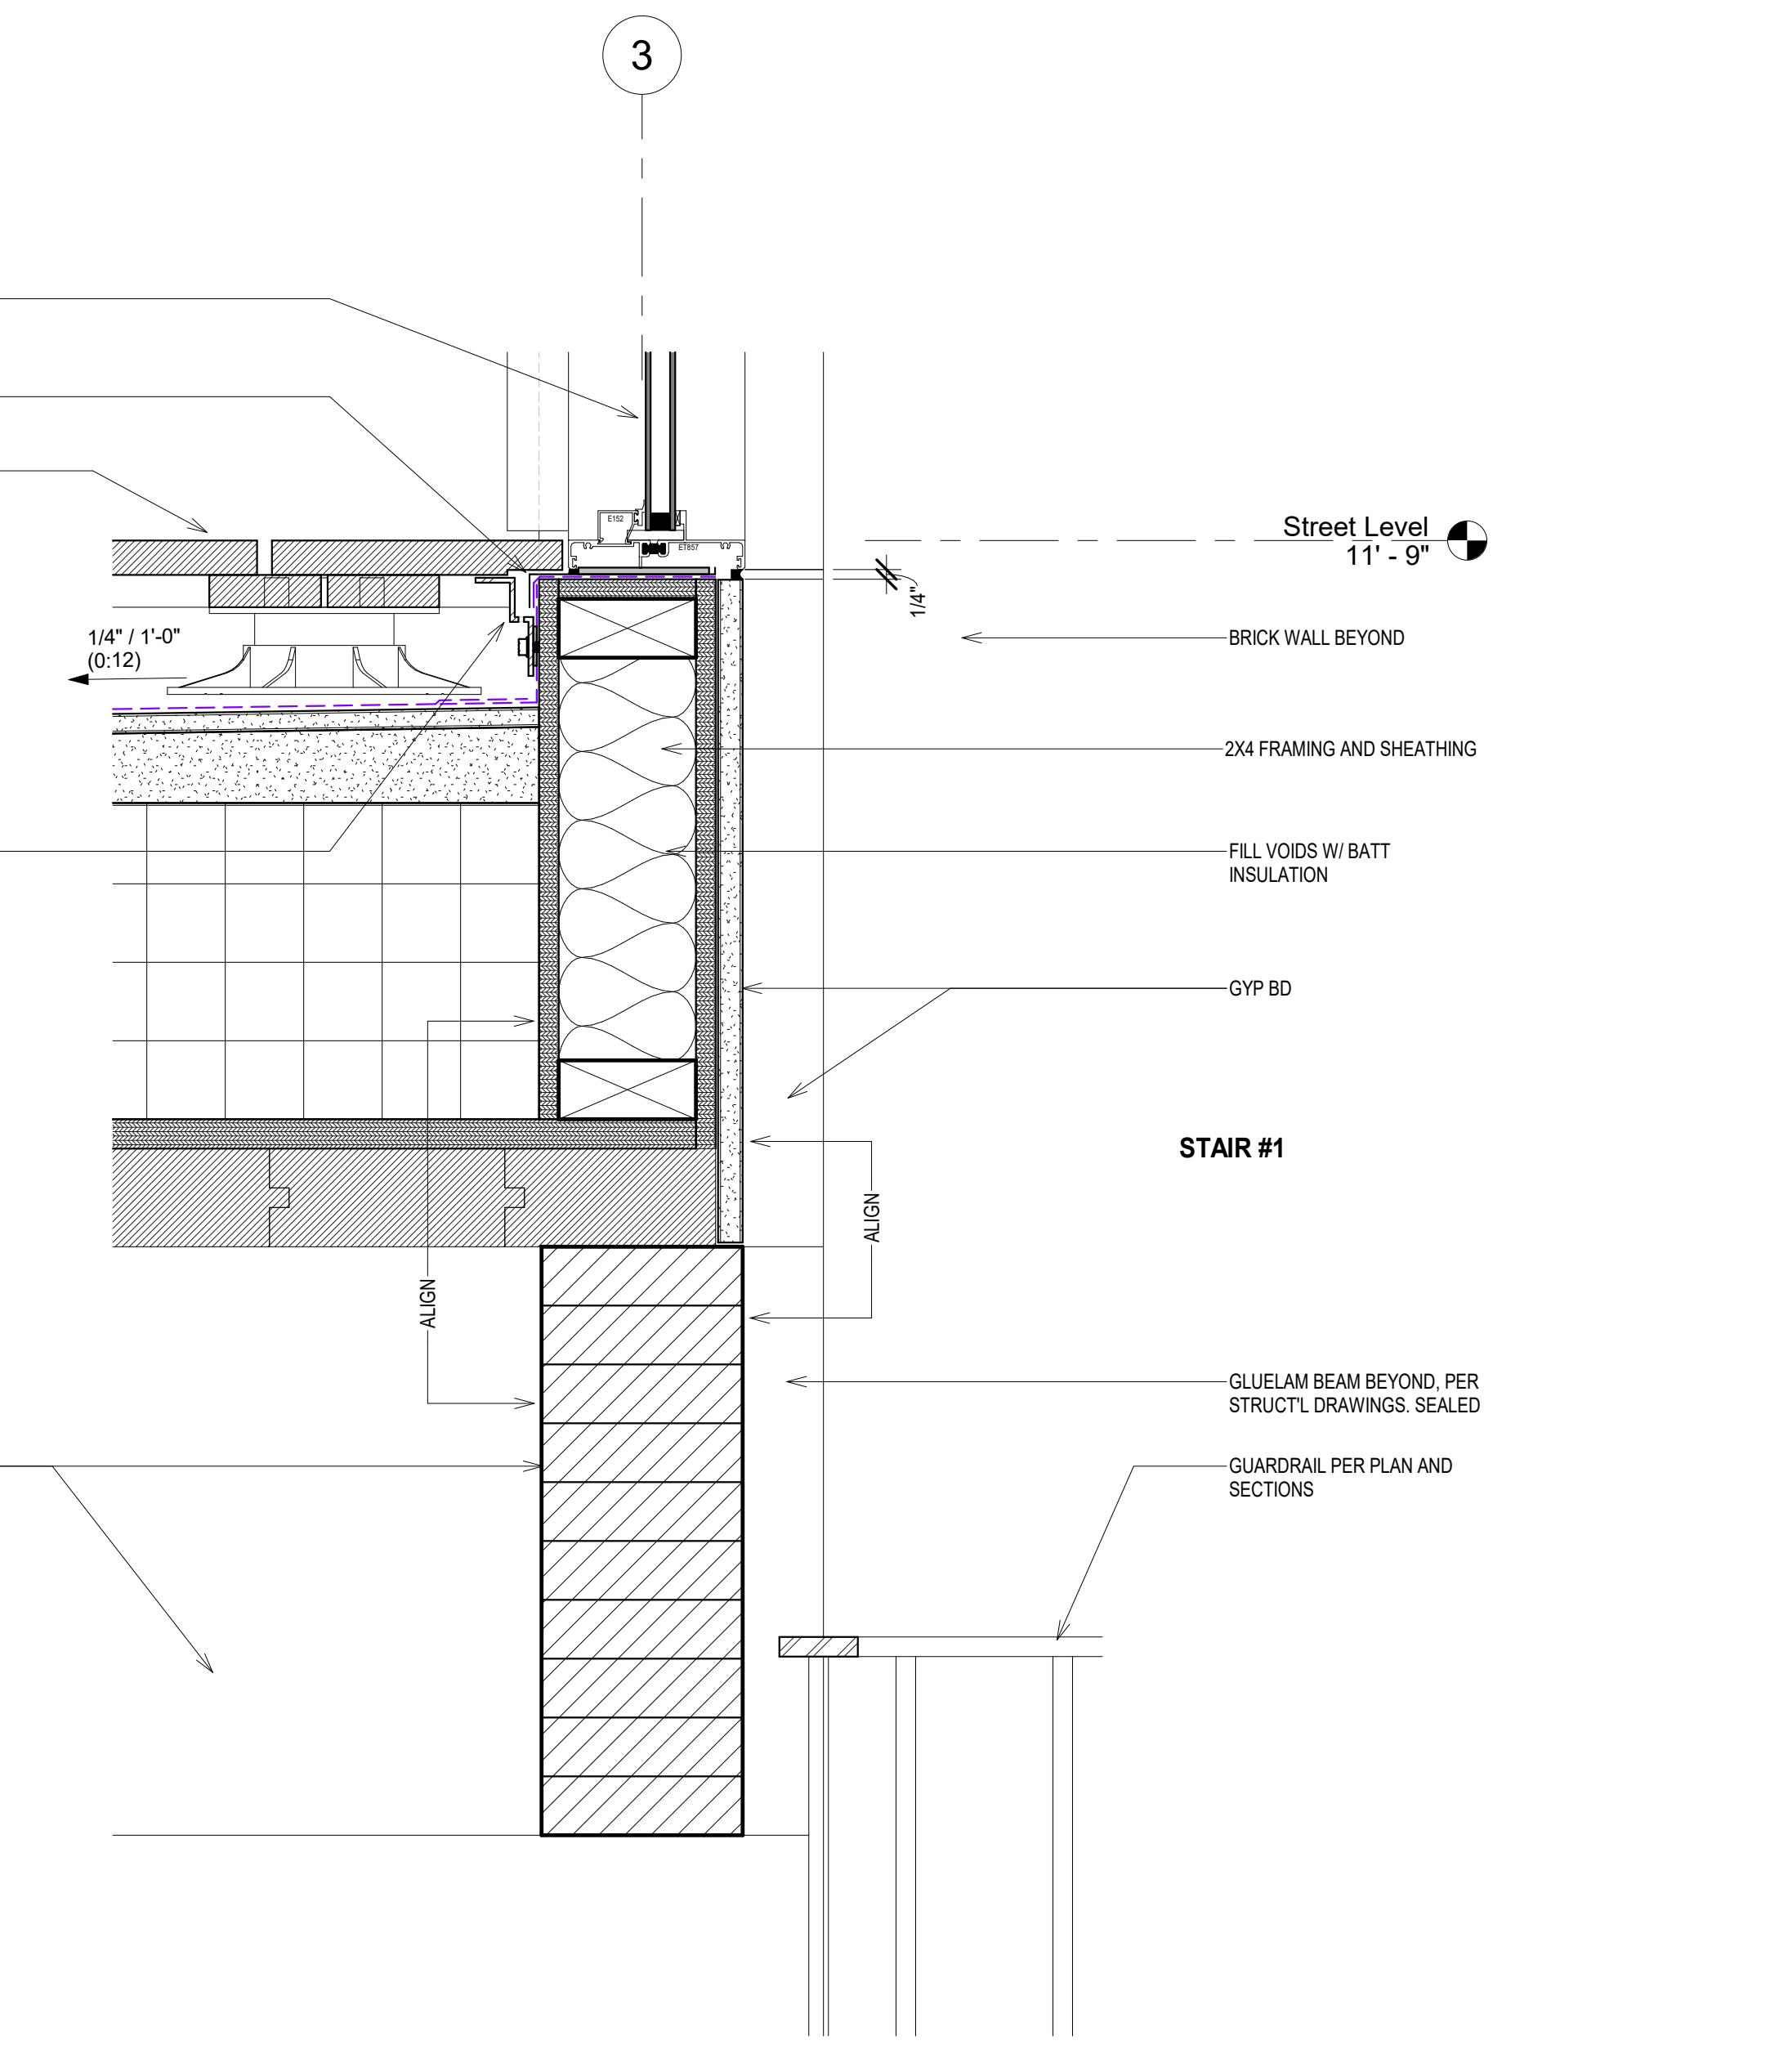 3
E152
ET857
Street Level
11' - 9"
1/4"
1/4" / 1'-0"
(0:12)
BRICK WALL BEYOND
2X4 FRAMING AND SHEATHING
FILL VOIDS W/ BATT
INSULATION
GYP BD
STAIR #1
ALIGN
ALIGN
GLUELAM BEAM BEYOND, PER
STRUCT'L DRAWINGS. SEALED
GUARDRAIL PER PLAN AND
SECTIONS